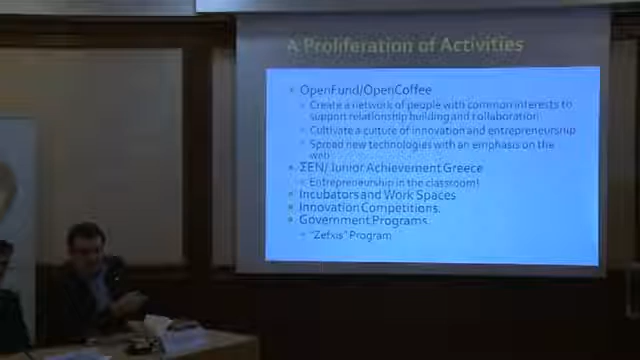 A Proliferation of Activities
OpenFund/OpenCoffee
Create a network of people with common interests to
support relationship building and collaboration
Cultivate a culture of innovation and entrepreneurship
Spread new technologies with an emphasis on the
web
ΣΕΝ/Junior Achievement Greece
Entrepreneurship in the classroom!
Incubators and Work Spaces
Innovation Competitions.
Government Programs.
"Zefxis" Program